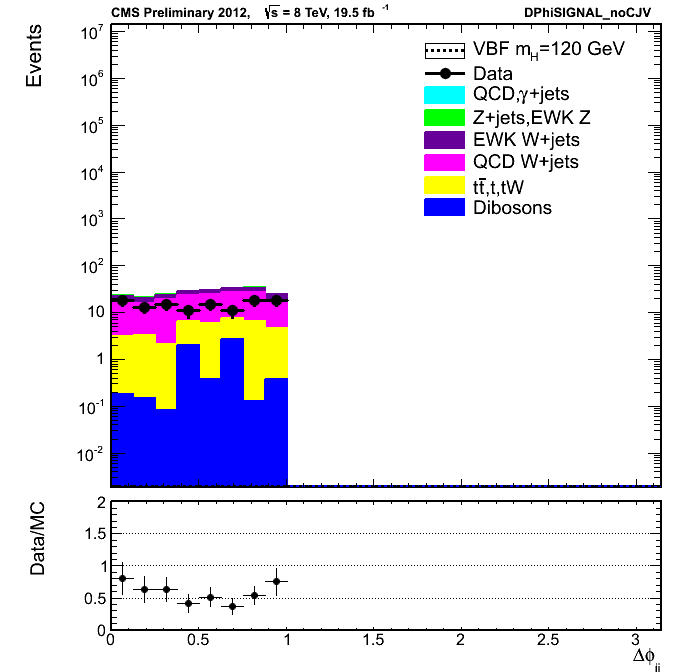 CMS Preliminary 2012, √s = 8 TeV, 19.5 fb⁻¹ DPhiSIGNAL_noCJV
Events
10⁷
10⁶
10⁵
10⁴
10³
10²
10
1
10⁻¹
10⁻²
VBF m_H=120 GeV
Data
QCD,γ+jets
Z+jets,EWK Z
EWK W+jets
QCD W+jets
tt̄,t,tW
Dibosons
Data/MC
2
1.5
1
0.5
0
0 0.5 1 1.5 2 2.5 3
Δϕ_jj